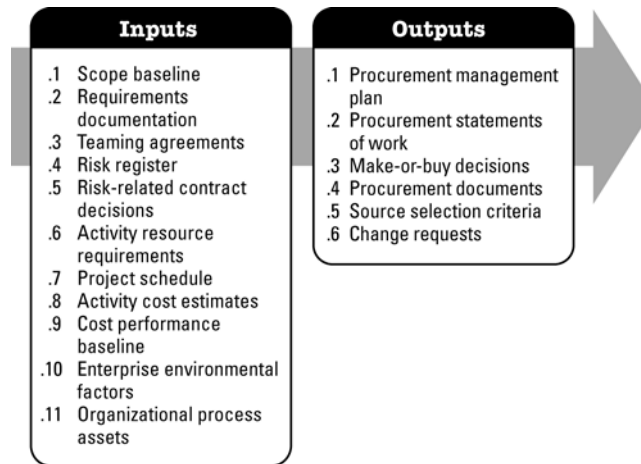 Inputs
.1 Scope baseline
.2 Requirements
documentation
.3 Teaming agreements
.4 Risk register
.5 Risk-related contract
decisions
.6 Activity resource
requirements
.7 Project schedule
.8 Activity cost estimates
.9 Cost performance
baseline
.10 Enterprise environmental
factors
.11 Organizational process
assets
Outputs
.1 Procurement management
plan
.2 Procurement statements
of work
.3 Make-or-buy decisions
.4 Procurement documents
.5 Source selection criteria
.6 Change requests